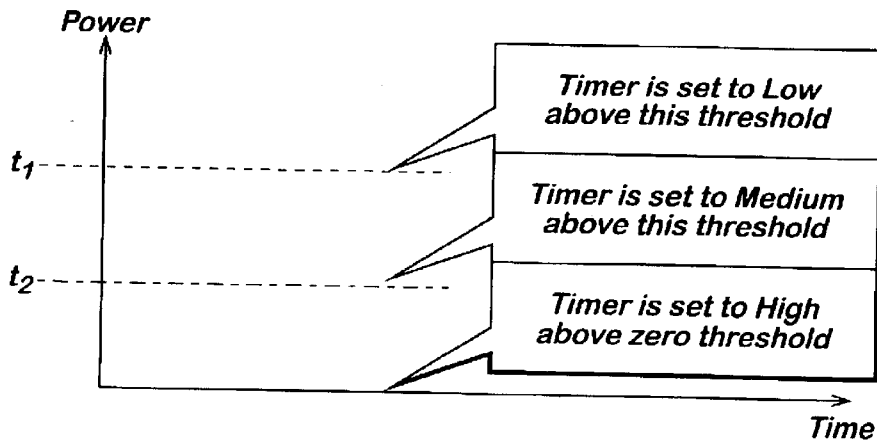 Power
Timer is set to Low
above this threshold
t1
Timer is set to Medium
above this threshold
t2
Timer is set to High
above zero threshold
Time